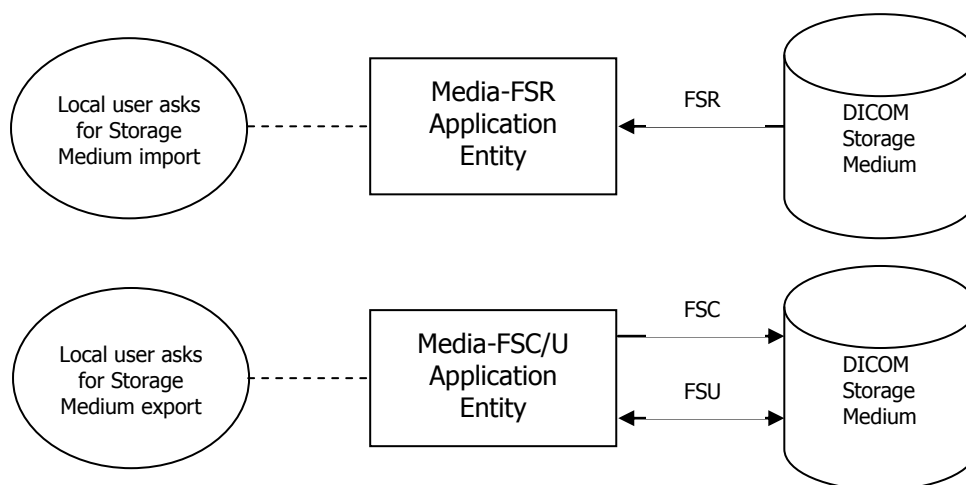 Local user asks
for Storage
Medium import
Media-FSR
Application
Entity
FSR
DICOM
Storage
Medium
Local user asks
for Storage
Medium export
Media-FSC/U
Application
Entity
FSC
FSU
DICOM
Storage
Medium